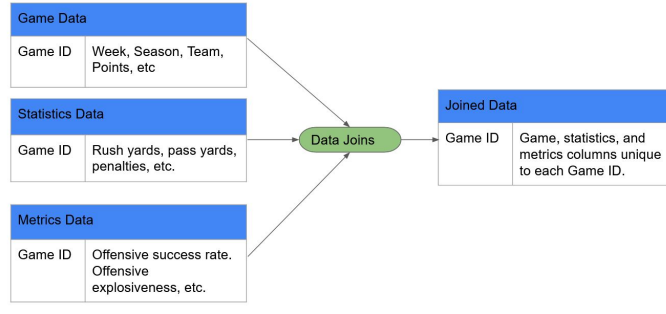 Game Data
Game ID
Week, Season, Team,
Points, etc
Statistics Data
Game ID
Rush yards, pass yards,
penalties, etc.
Metrics Data
Game ID
Offensive success rate.
Offensive
explosiveness, etc.
Data Joins
Joined Data
Game ID
Game, statistics, and
metrics columns unique
to each Game ID.